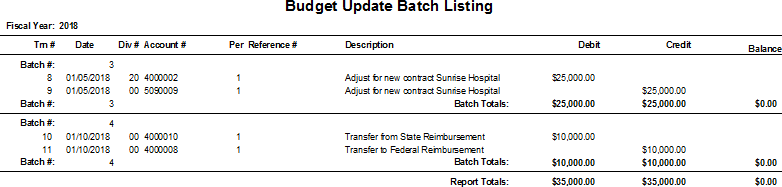 Budget Update Batch Listing
Fiscal Year: 2018
Trn # Date Div # Account # Per Reference # Description Debit Credit Balance
Batch #: 3
8 01/05/2018 20 4000002 1 Adjust for new contract Sunrise Hospital $25,000.00
9 01/05/2018 00 5090009 1 Adjust for new contract Sunrise Hospital $25,000.00
Batch #: 3 Batch Totals: $25,000.00 $25,000.00 $0.00
Batch #: 4
10 01/10/2018 00 4000010 1 Transfer from State Reimbursement $10,000.00
11 01/10/2018 00 4000008 1 Transfer to Federal Reimbursement $10,000.00
Batch #: 4 Batch Totals: $10,000.00 $10,000.00 $0.00
Report Totals: $35,000.00 $35,000.00 $0.00